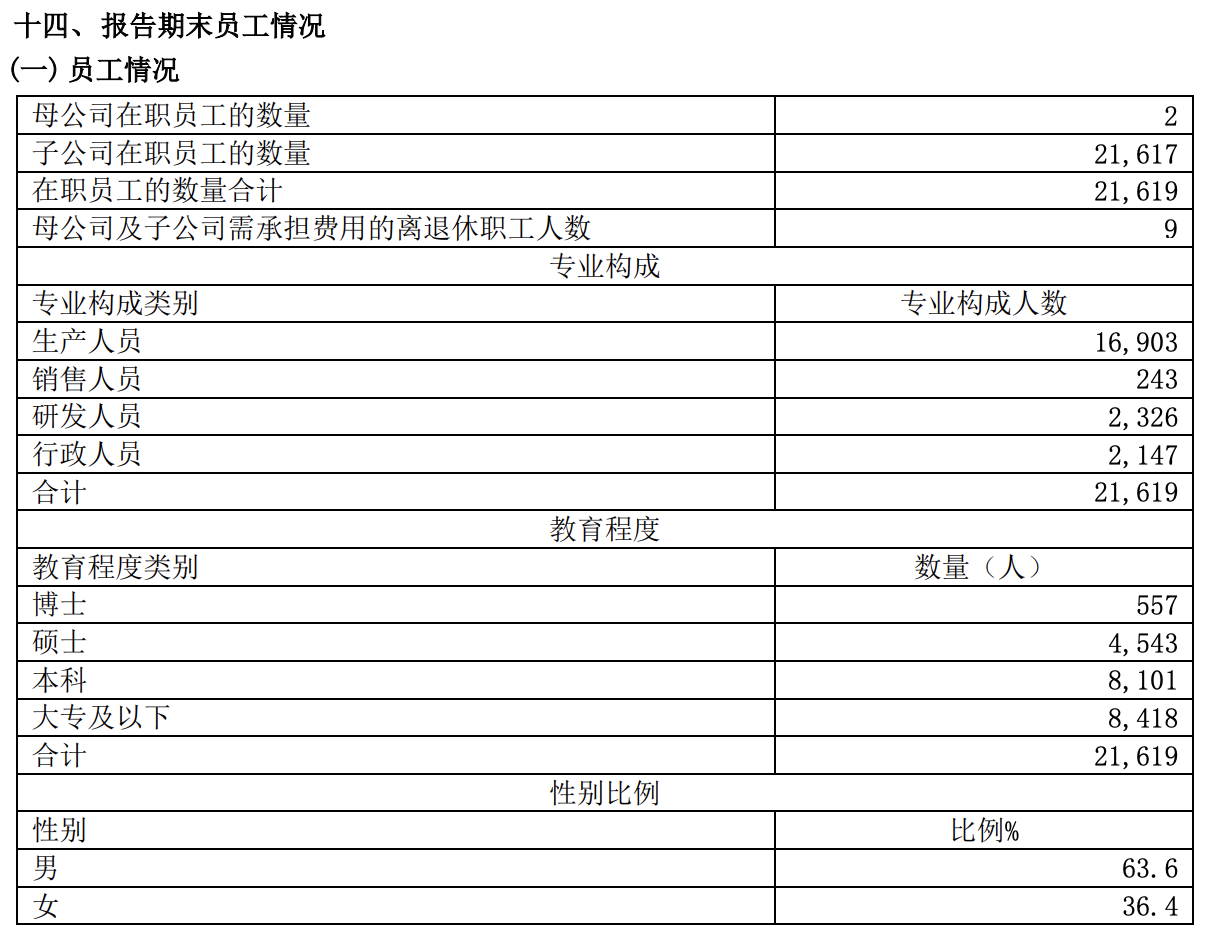 十四、报告期末员工情况
(一)员工情况
母公司在职员工的数量 2
子公司在职员工的数量 21,617
在职员工的数量合计 21,619
母公司及子公司需承担费用的离退休职工人数 9
专业构成
专业构成类别 专业构成人数
生产人员 16,903
销售人员 243
研发人员 2,326
行政人员 2,147
合计 21,619
教育程度
教育程度类别 数量（人）
博士 557
硕士 4,543
本科 8,101
大专及以下 8,418
合计 21,619
性别比例
性别 比例%
男 63.6
女 36.4